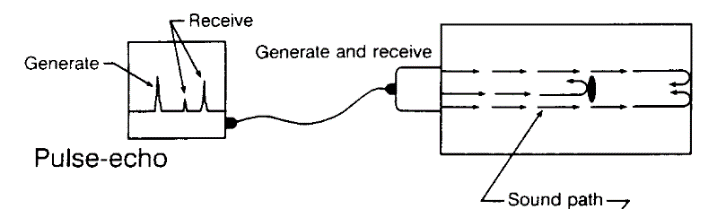 Receive
Generate and receive
Generate
Pulse-echo
Sound path